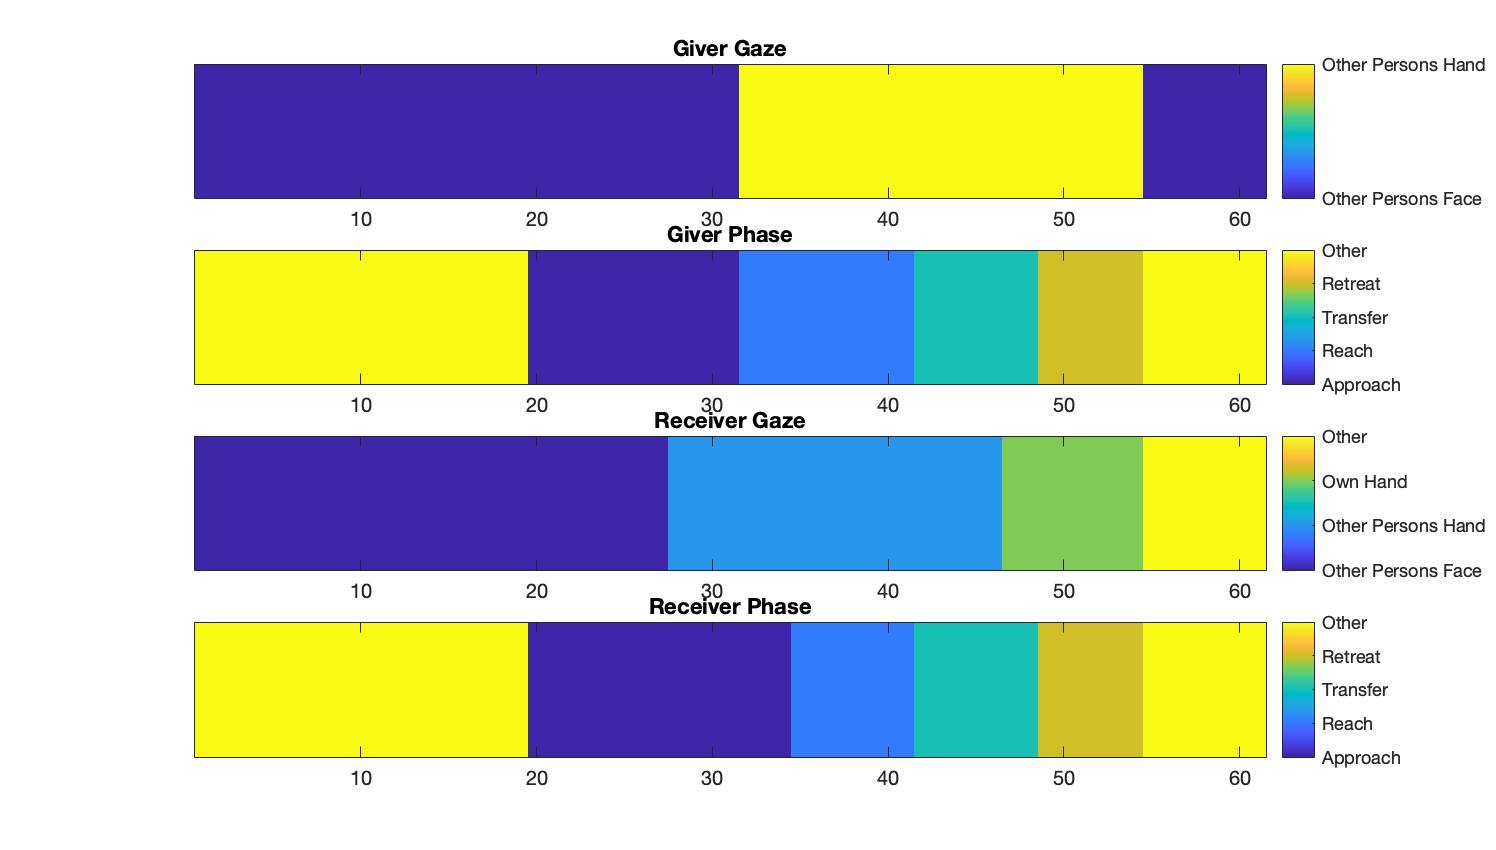 Giver Gaze
Other Persons Hand
Other Persons Face
10 20 30 40 50 60
Giver Phase
Other
Retreat
Transfer
Reach
Approach
10 20 30 40 50 60
Receiver Gaze
Other
Own Hand
Other Persons Hand
Other Persons Face
10 20 30 40 50 60
Receiver Phase
Other
Retreat
Transfer
Reach
Approach
10 20 30 40 50 60